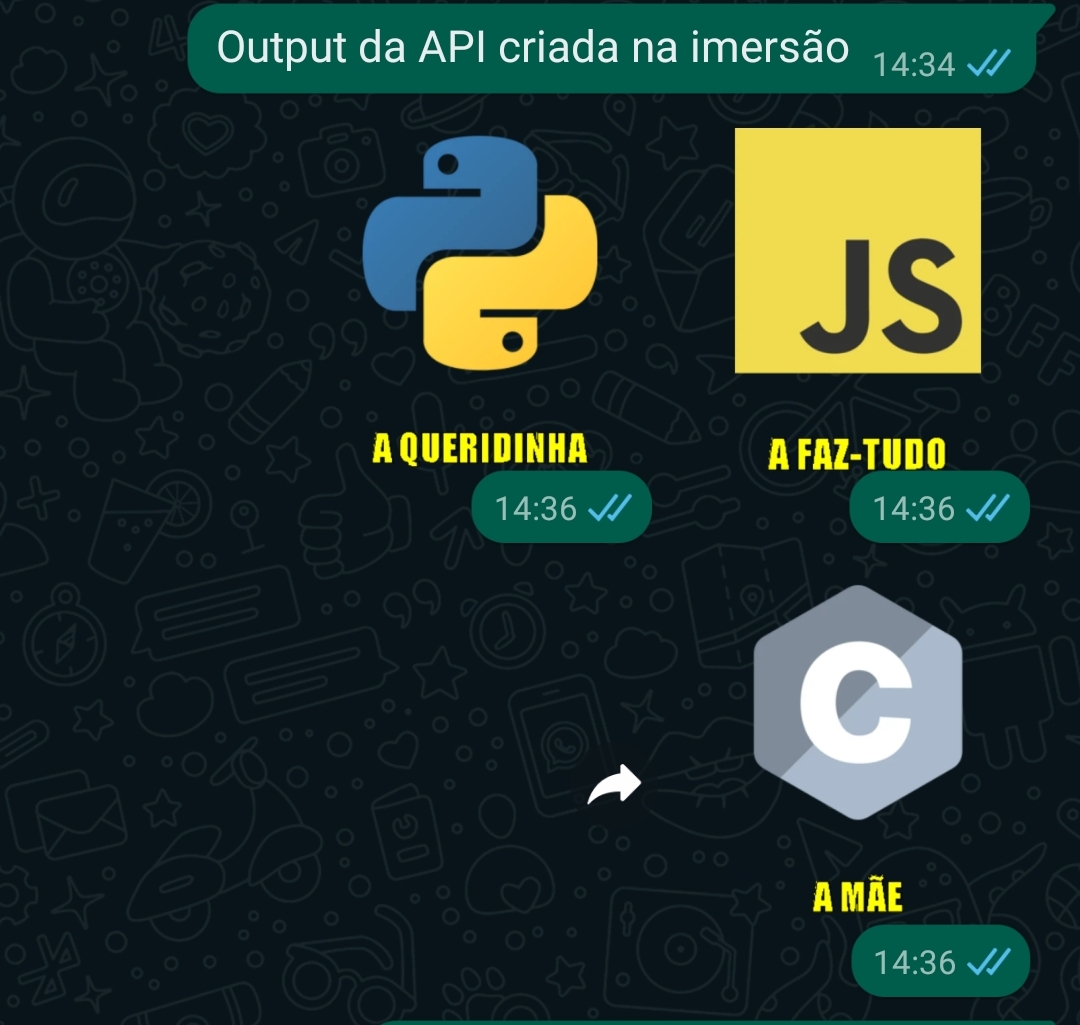 Output da API criada na imersão 14:34
JS
A QUERIDINHA
A FAZ-TUDO
14:36
14:36
C
A MÃE
14:36